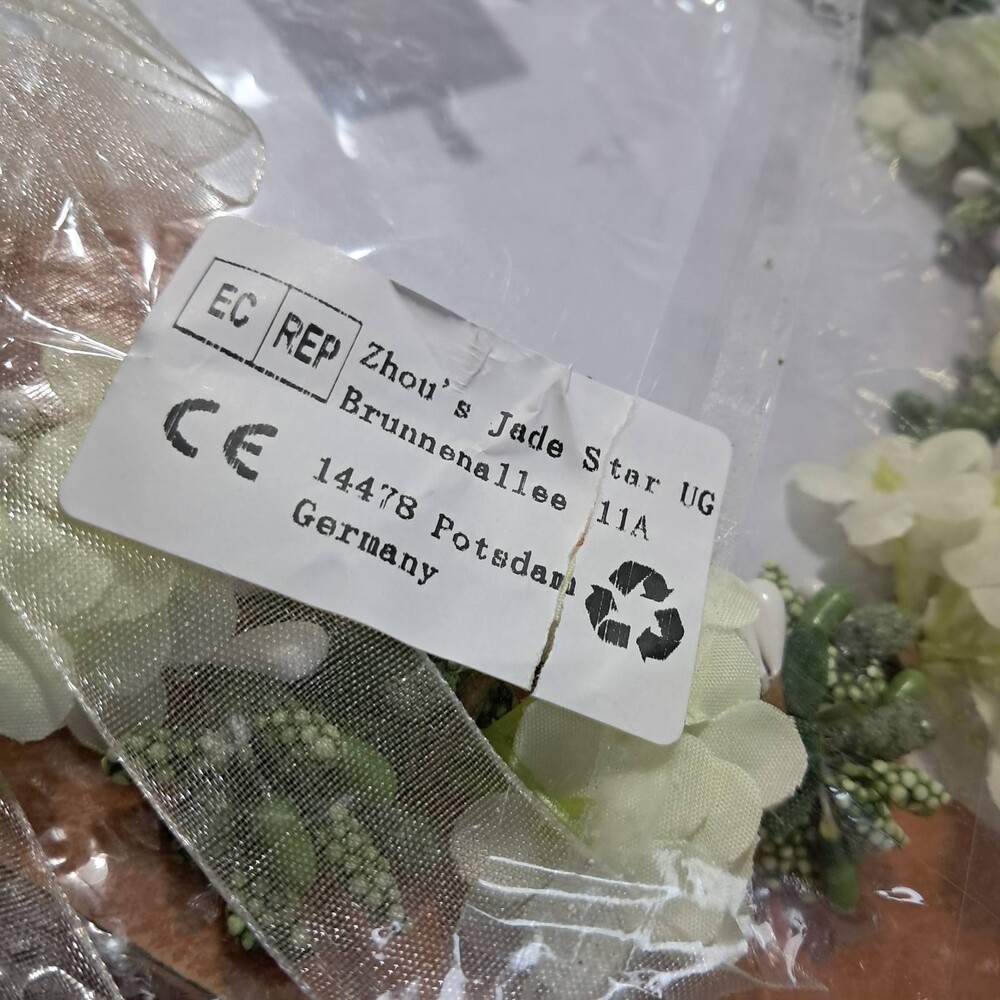 EC REP
Zhou's Jade Star UG
Brunnenallee 11A
CE
14478 Potsdam
Germany